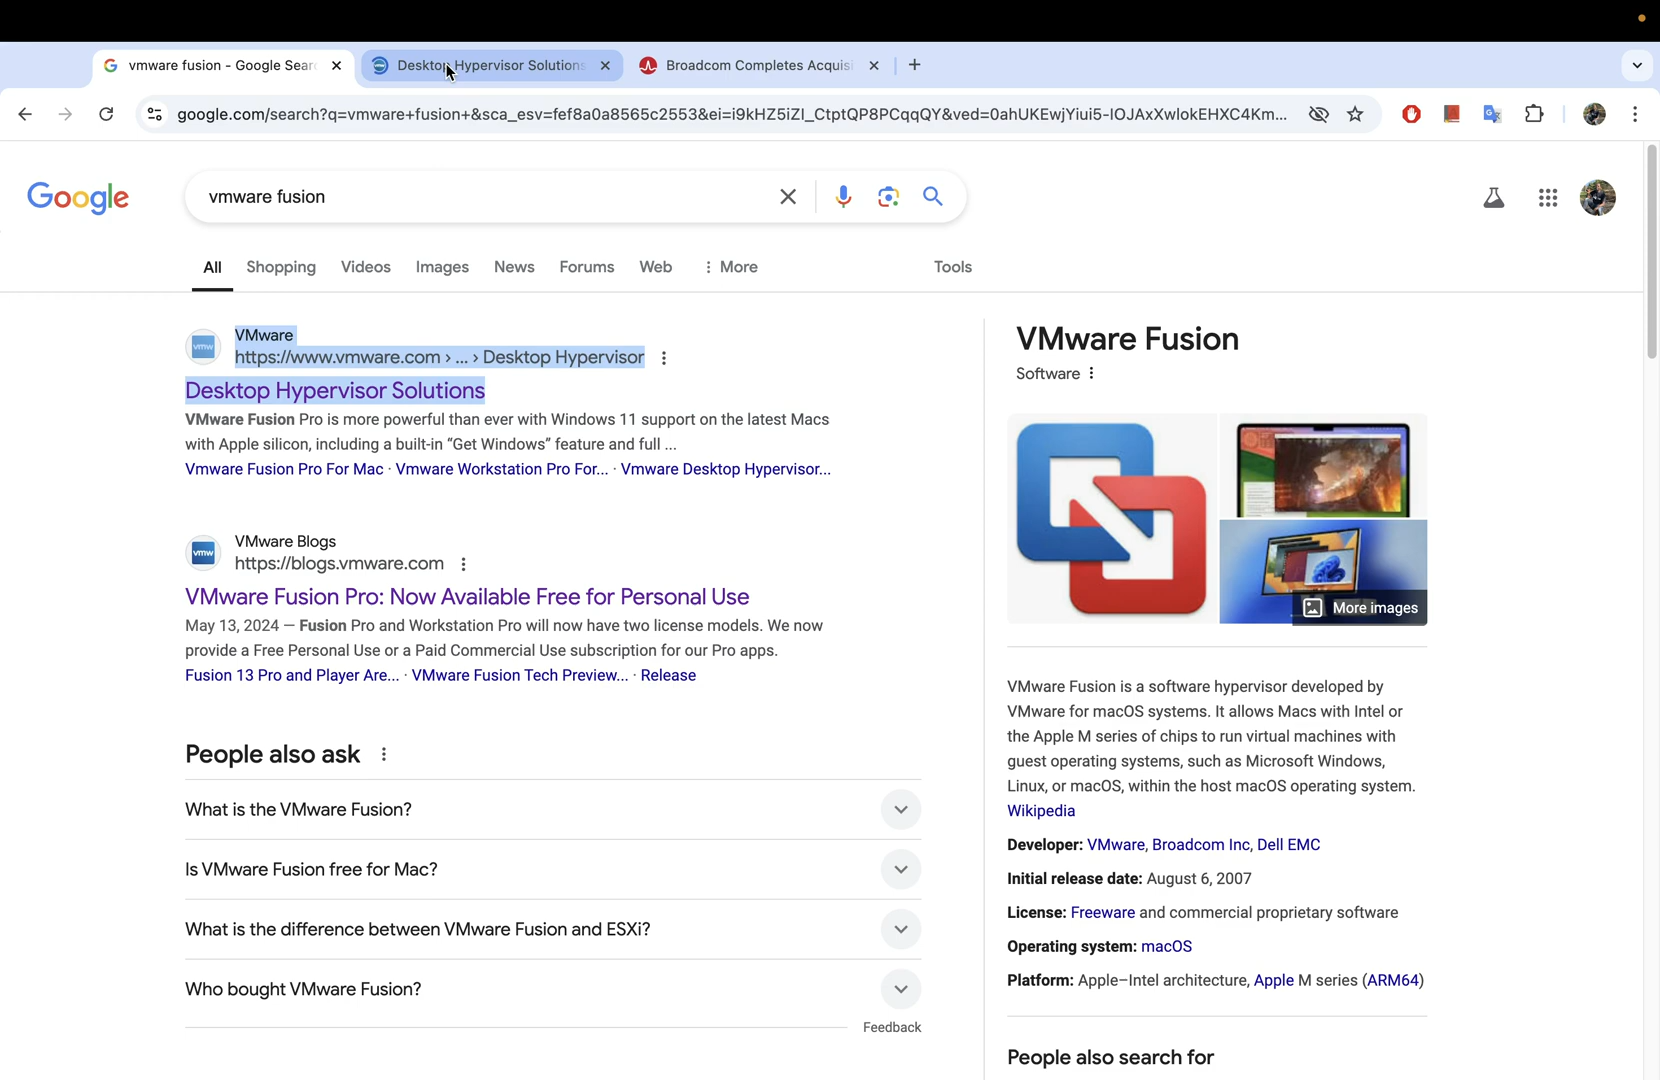 vmware fusion - Google Sear
Desktop Hypervisor Solutions
Broadcom Completes Acquisi
google.com/search?q=vmware+fusion+&sca_esv=fef8a0a8565c2553&ei=i9kHZ5iZI_CtptQP8PCqqQY&ved=0ahUKEwjYiui5-IOJAxXwlokEHXC4Km...
Google
vmware fusion
All
Shopping
Videos
Images
News
Forums
Web
More
Tools
VMware
https://www.vmware.com › ... › Desktop Hypervisor
Desktop Hypervisor Solutions
VMware Fusion Pro is more powerful than ever with Windows 11 support on the latest Macs
with Apple silicon, including a built-in “Get Windows” feature and full ...
Vmware Fusion Pro For Mac · Vmware Workstation Pro For... · Vmware Desktop Hypervisor...
vmw
VMware Blogs
https://blogs.vmware.com
VMware Fusion Pro: Now Available Free for Personal Use
May 13, 2024 — Fusion Pro and Workstation Pro will now have two license models. We now
provide a Free Personal Use or a Paid Commercial Use subscription for our Pro apps.
Fusion 13 Pro and Player Are... · VMware Fusion Tech Preview... · Release
People also ask
What is the VMware Fusion?
Is VMware Fusion free for Mac?
What is the difference between VMware Fusion and ESXi?
Who bought VMware Fusion?
Feedback
VMware Fusion
Software
More images
VMware Fusion is a software hypervisor developed by
VMware for macOS systems. It allows Macs with Intel or
the Apple M series of chips to run virtual machines with
guest operating systems, such as Microsoft Windows,
Linux, or macOS, within the host macOS operating system.
Wikipedia
Developer: VMware, Broadcom Inc, Dell EMC
Initial release date: August 6, 2007
License: Freeware and commercial proprietary software
Operating system: macOS
Platform: Apple–Intel architecture, Apple M series (ARM64)
People also search for